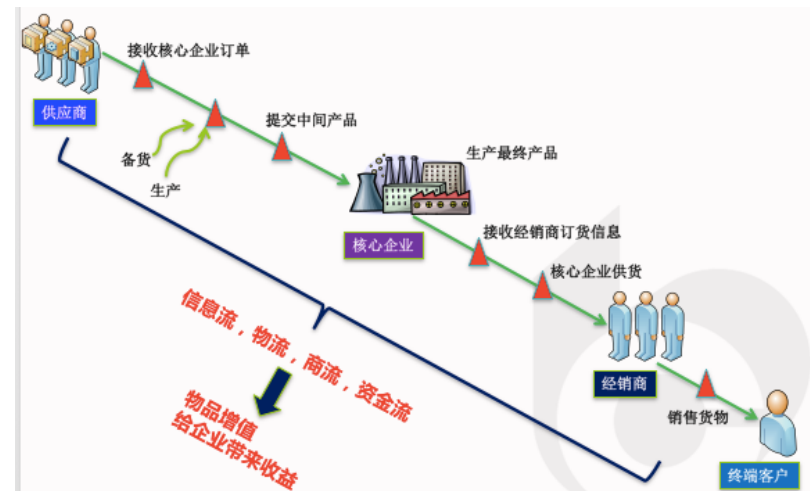 接收核心企业订单
供应商
提交中间产品
备货
生产
生产最终产品
核心企业
接收经销商订货信息
核心企业供货
信息流，物流，商流，资金流
经销商
物品增值
给企业带来收益
销售货物
终端客户